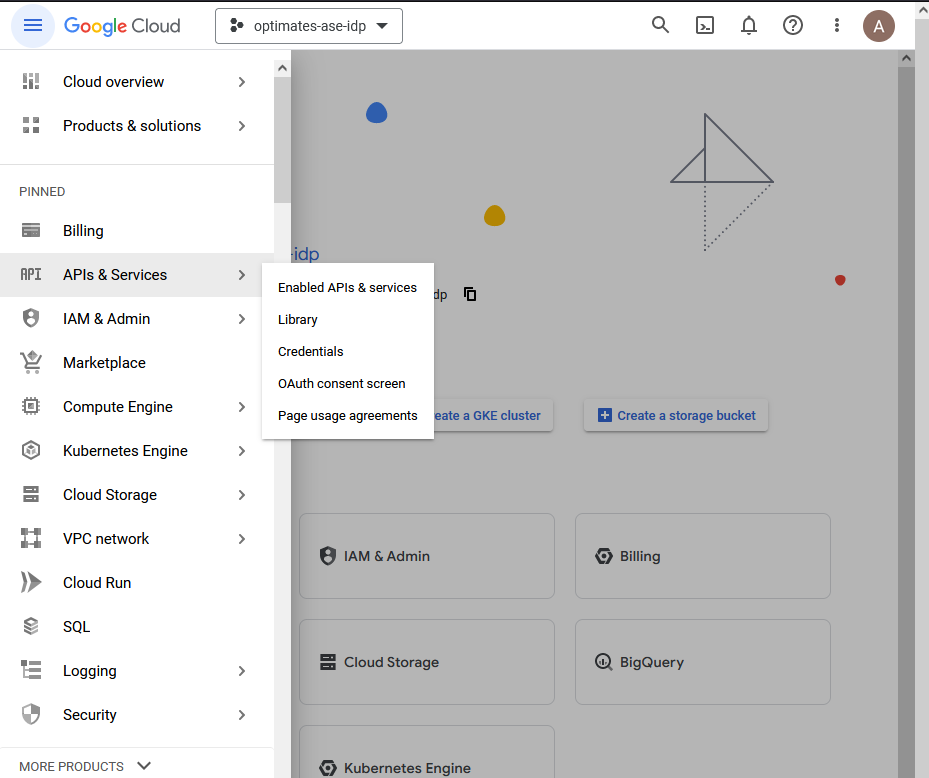 Google Cloud
optimates-ase-idp
A
Cloud overview
Products & solutions
PINNED
Billing
API APIs & Services
IAM & Admin
Marketplace
Compute Engine
Kubernetes Engine
Cloud Storage
VPC network
Cloud Run
SQL
Logging
Security
MORE PRODUCTS
Enabled APIs & services
Library
Credentials
OAuth consent screen
Page usage agreements
-idp
dp
eate a GKE cluster
Create a storage bucket
IAM & Admin
Billing
Cloud Storage
BigQuery
Kubernetes Engine